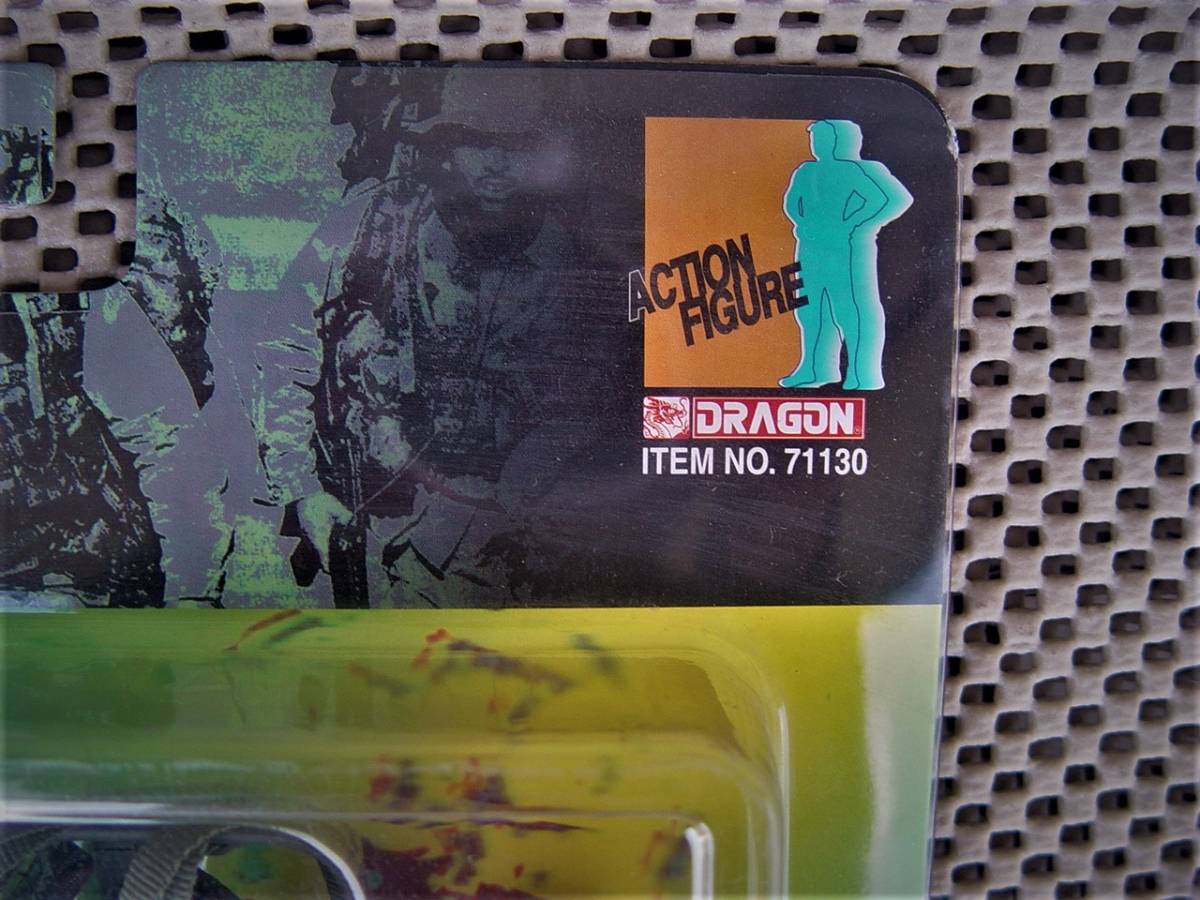 ACTION
FIGURE
DRAGON
ITEM NO. 71130